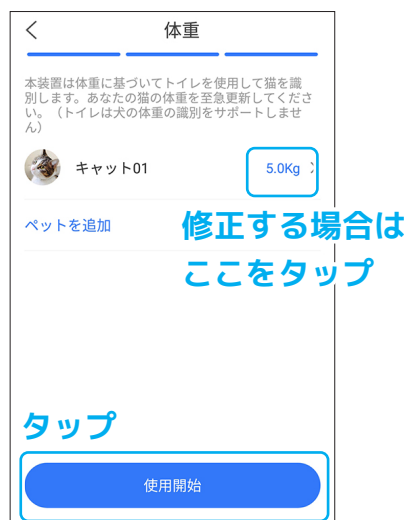 体重
本装置は体重に基づいてトイレを使用して猫を識
別します。あなたの猫の体重を至急更新してくださ
い。（トイレは犬の体重の識別をサポートしませ
ん）
キャット01
5.0Kg
ペットを追加
修正する場合は
ここをタップ
タップ
使用開始